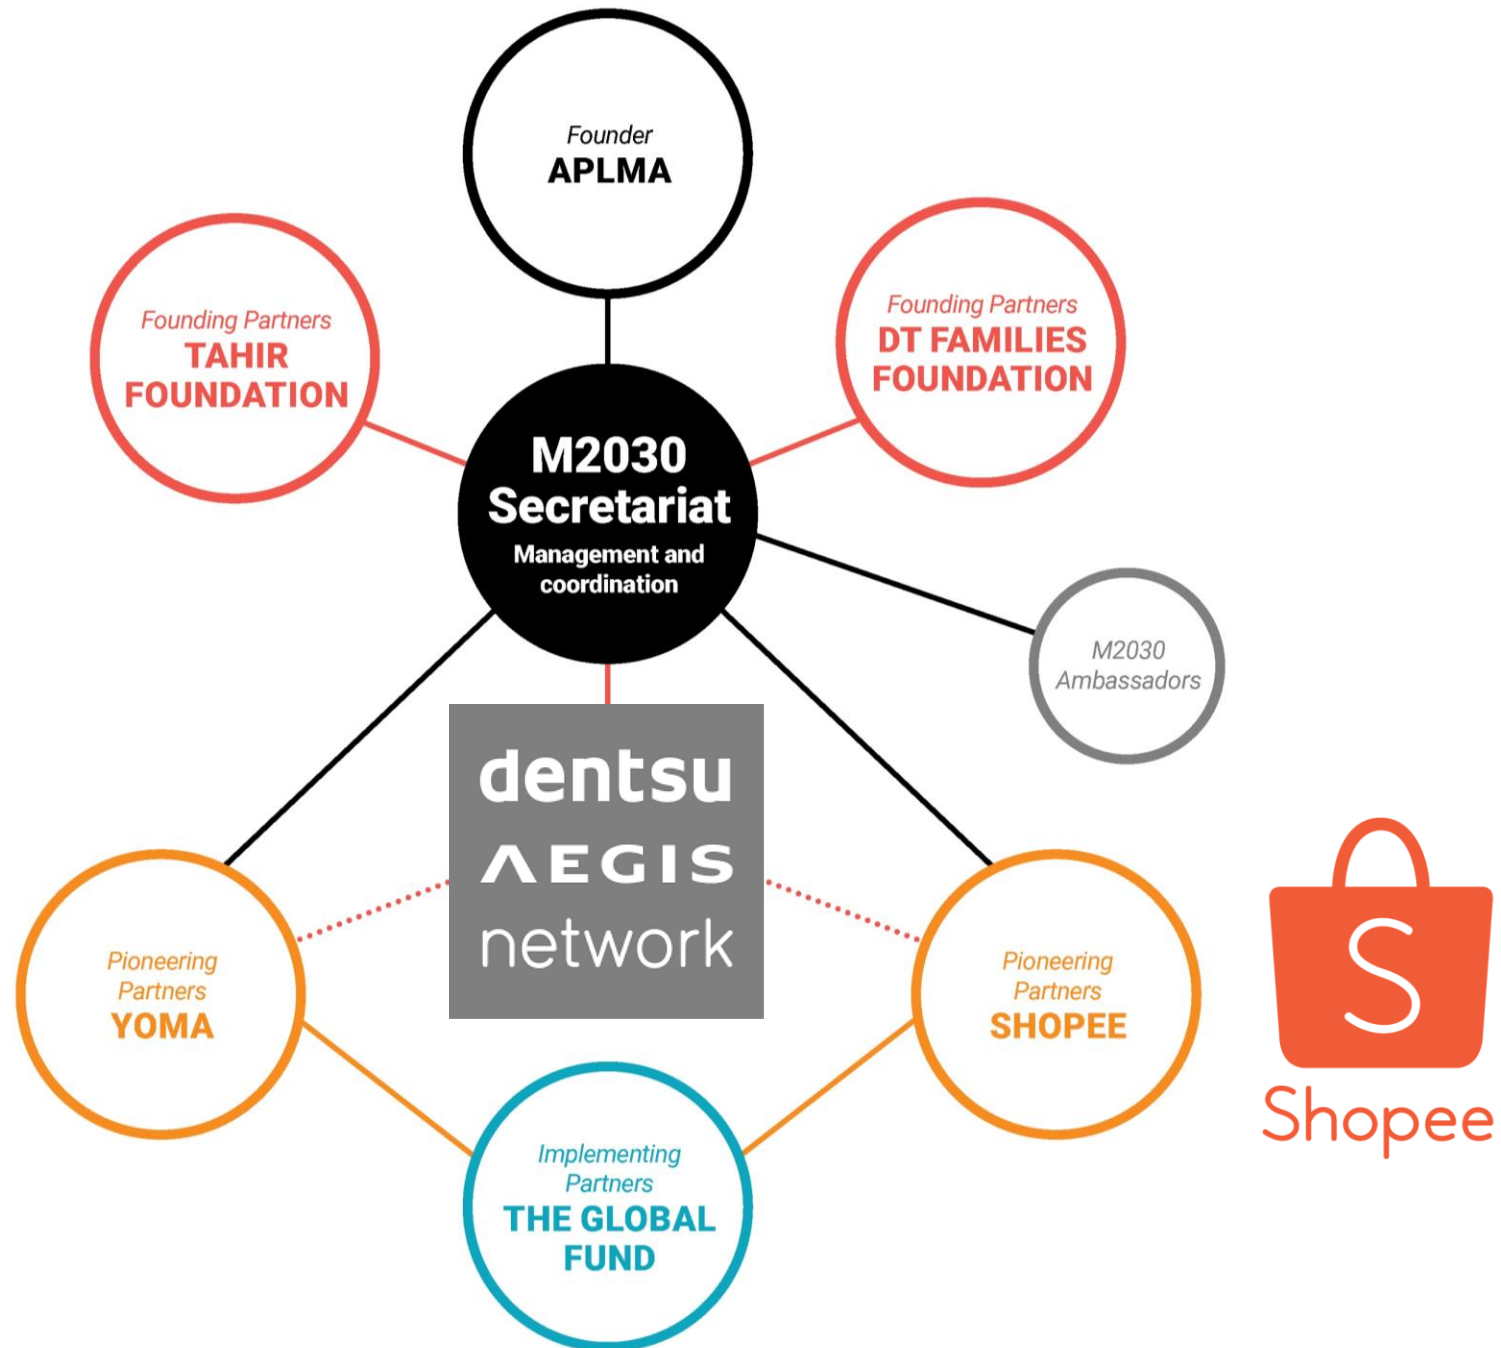 Founder
APLMA
Founding Partners
TAHIR
FOUNDATION
Founding Partners
DT FAMILIES
FOUNDATION
M2030
Secretariat
Management and
coordination
M2030
Ambassadors
dentsu
AEGIS
network
Pioneering
Partners
YOMA
Pioneering
Partners
SHOPEE
S
Shopee
Implementing
Partners
THE GLOBAL
FUND